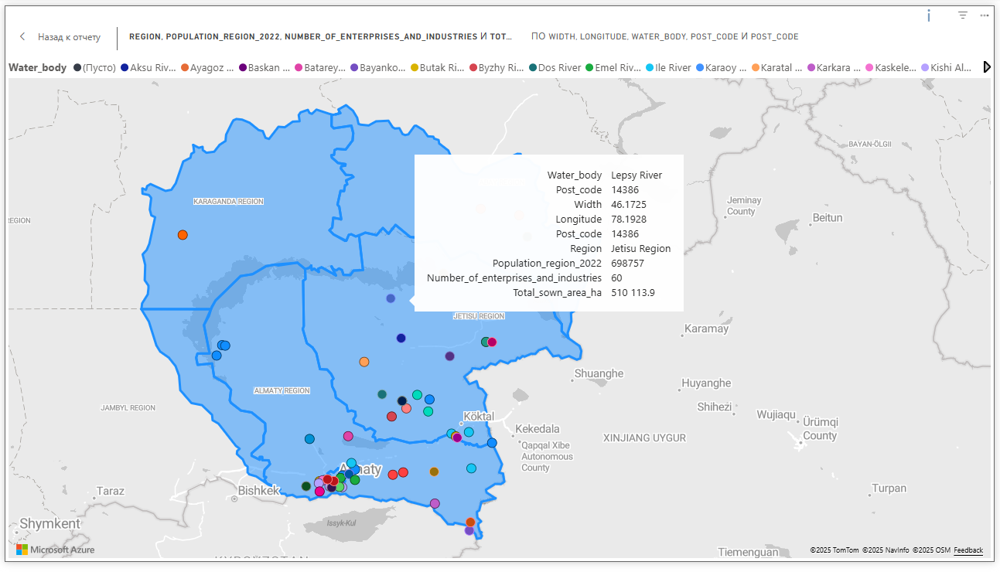 Назад к отчету
REGION, POPULATION_REGION_2022, NUMBER_OF_ENTERPRISES_AND_INDUSTRIES И TOT...
ПО WIDTH, LONGITUDE, WATER_BODY, POST_CODE И POST_CODE
Water_body (Пусто) Aksu Riv... Ayagoz ... Baskan ... Batarey... Bayanko... Butak Ri... Byzhy Ri... Dos River Emel Riv... Ile River Karaoy ... Karatal ... Karkara ... Kaskele... Kishi Al...
BAYAN-ÖLGII
KARAGANDA REGION
EGION
Jeminay
County
Beitun
Water_body Lepsy River
Post_code 14386
Width 46.1725
Longitude 78.1928
Post_code 14386
Region Jetisu Region
Population_region_2022 698757
Number_of_enterprises_and_industries 60
Total_sown_area_ha 510 113.9
JETISU REGION
Karamay
Shuanghe
Huyanghe
ALMATY REGION
JAMBYL REGION
Shihezi
Köktal
Wujiaqu
Ürümqi
County
Kekedala
XINJIANG UYGUR
Qapqal Xibe
Autonomous
County
Almaty
Taraz
Bishkek
Turpan
Shymkent
Issyk-Kul
Microsoft Azure
Tiemenguan
©2025 TomTom ©2025 NavInfo ©2025 OSM Feedback